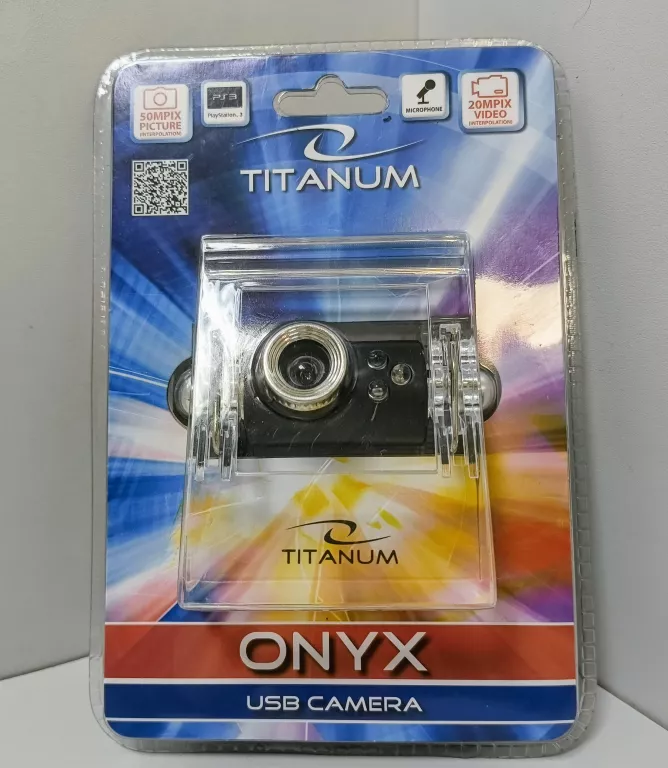 50MPIX
PICTURE
(INTERPOLATION)
PS3
PlayStation®3
MICROPHONE
20MPIX
VIDEO
(INTERPOLATION)
TITANUM
TITANUM
ONYX
USB CAMERA